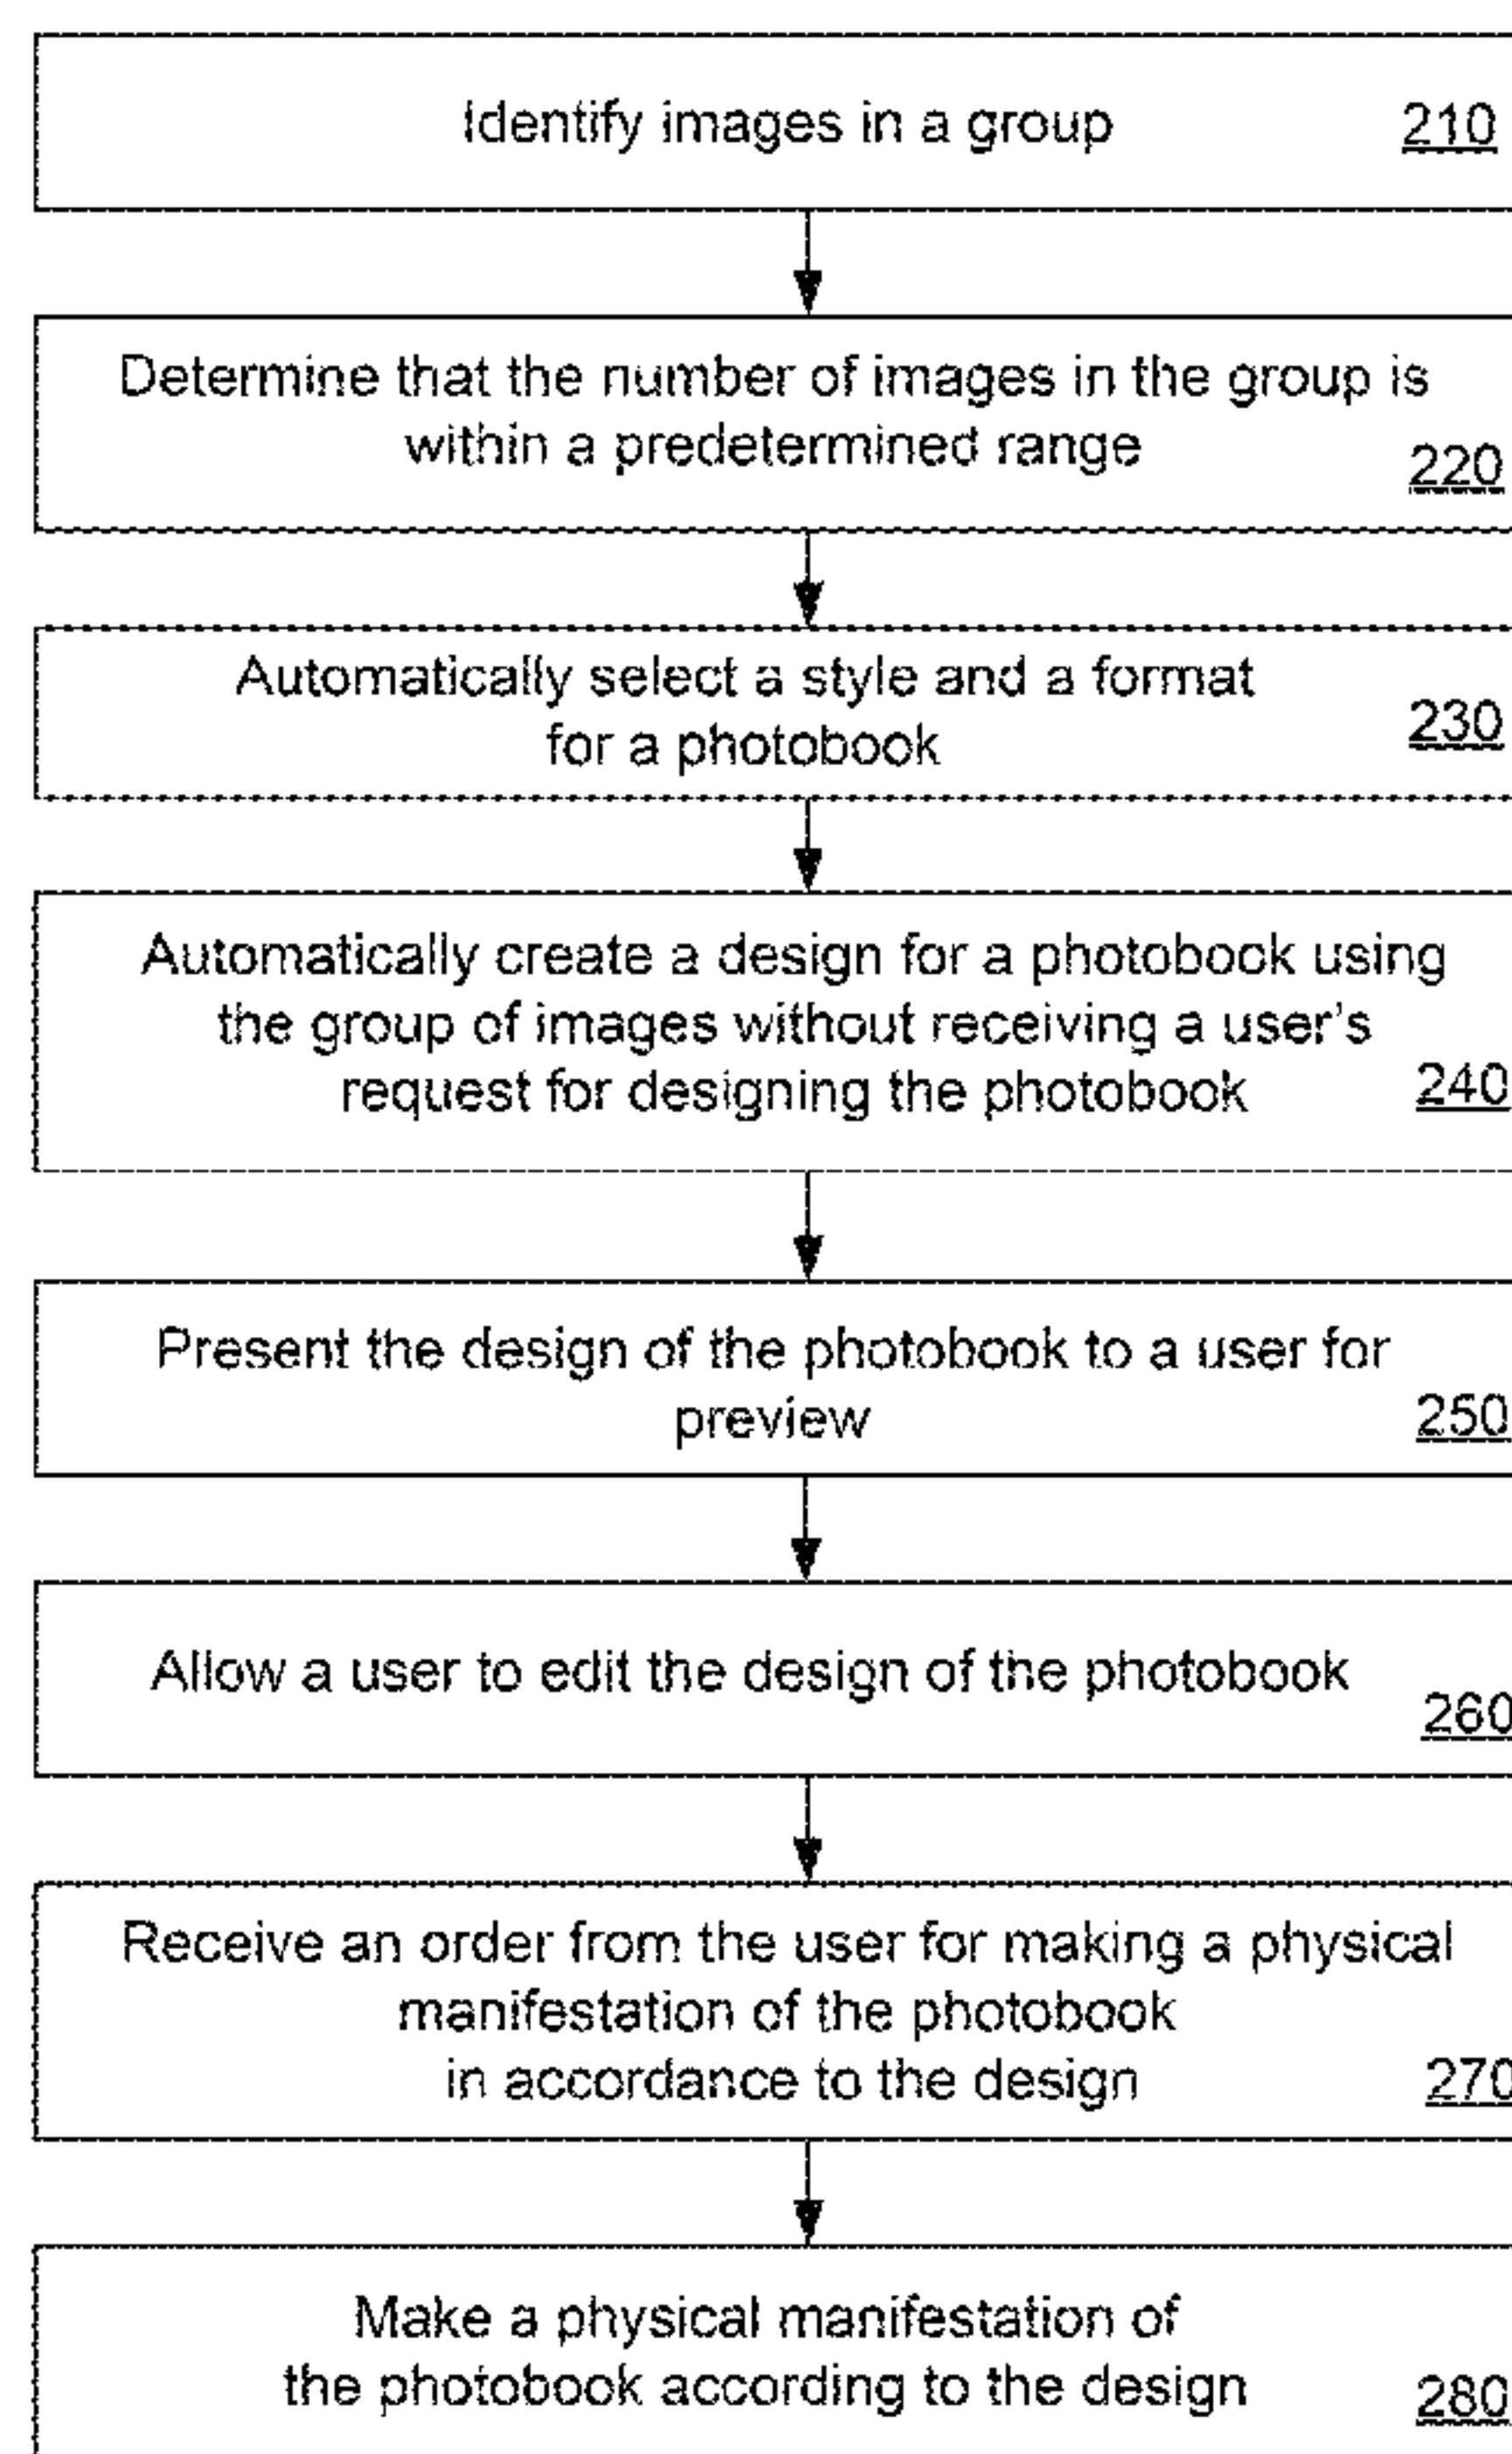 Identify images in a group 210
Determine that the number of images in the group is
within a predetermined range
220
Automatically select a style and a format
for a photobook
230
Automatically create a design for a photobook using
the group of images without receiving a user's
request for designing the photobook
240
Present the design of the photobook to a user for
preview
250
Allow a user to edit the design of the photobook
260
Receive an order from the user for making a physical
manifestation of the photobook
in accordance to the design
270
Make a physical manifestation of
the photobook according to the design
280